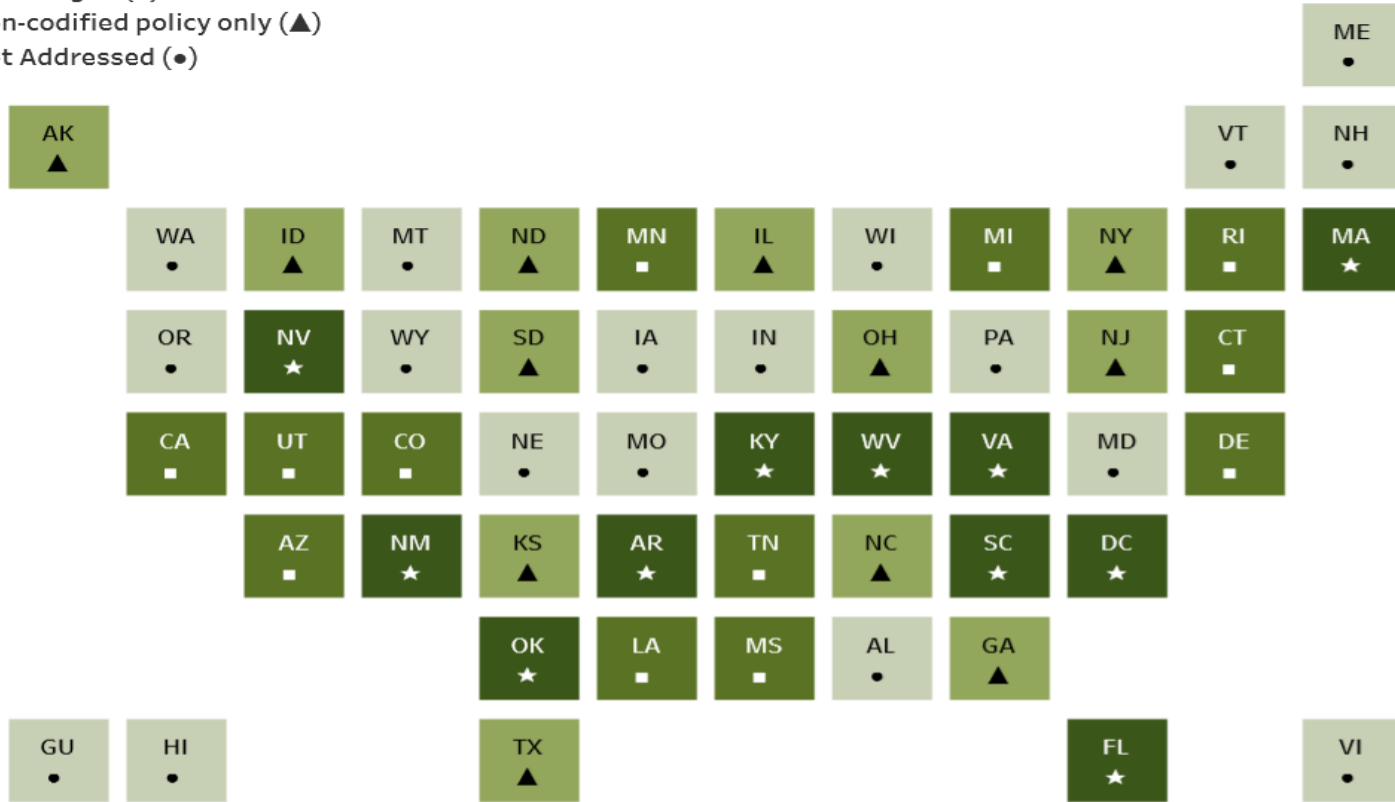 n-codified policy only (▲)
t Addressed (●)
ME
●
AK
▲
VT
●
NH
●
WA
●
ID
▲
MT
●
ND
▲
MN
■
IL
▲
WI
●
MI
■
NY
▲
RI
■
MA
★
OR
●
NV
★
WY
●
SD
▲
IA
●
IN
●
OH
▲
PA
●
NJ
▲
CT
■
CA
■
UT
■
CO
■
NE
●
MO
●
KY
★
WV
★
VA
★
MD
●
DE
■
AZ
■
NM
★
KS
▲
AR
★
TN
■
NC
▲
SC
★
DC
★
OK
★
LA
■
MS
■
AL
●
GA
▲
GU
●
HI
●
TX
▲
FL
★
VI
●